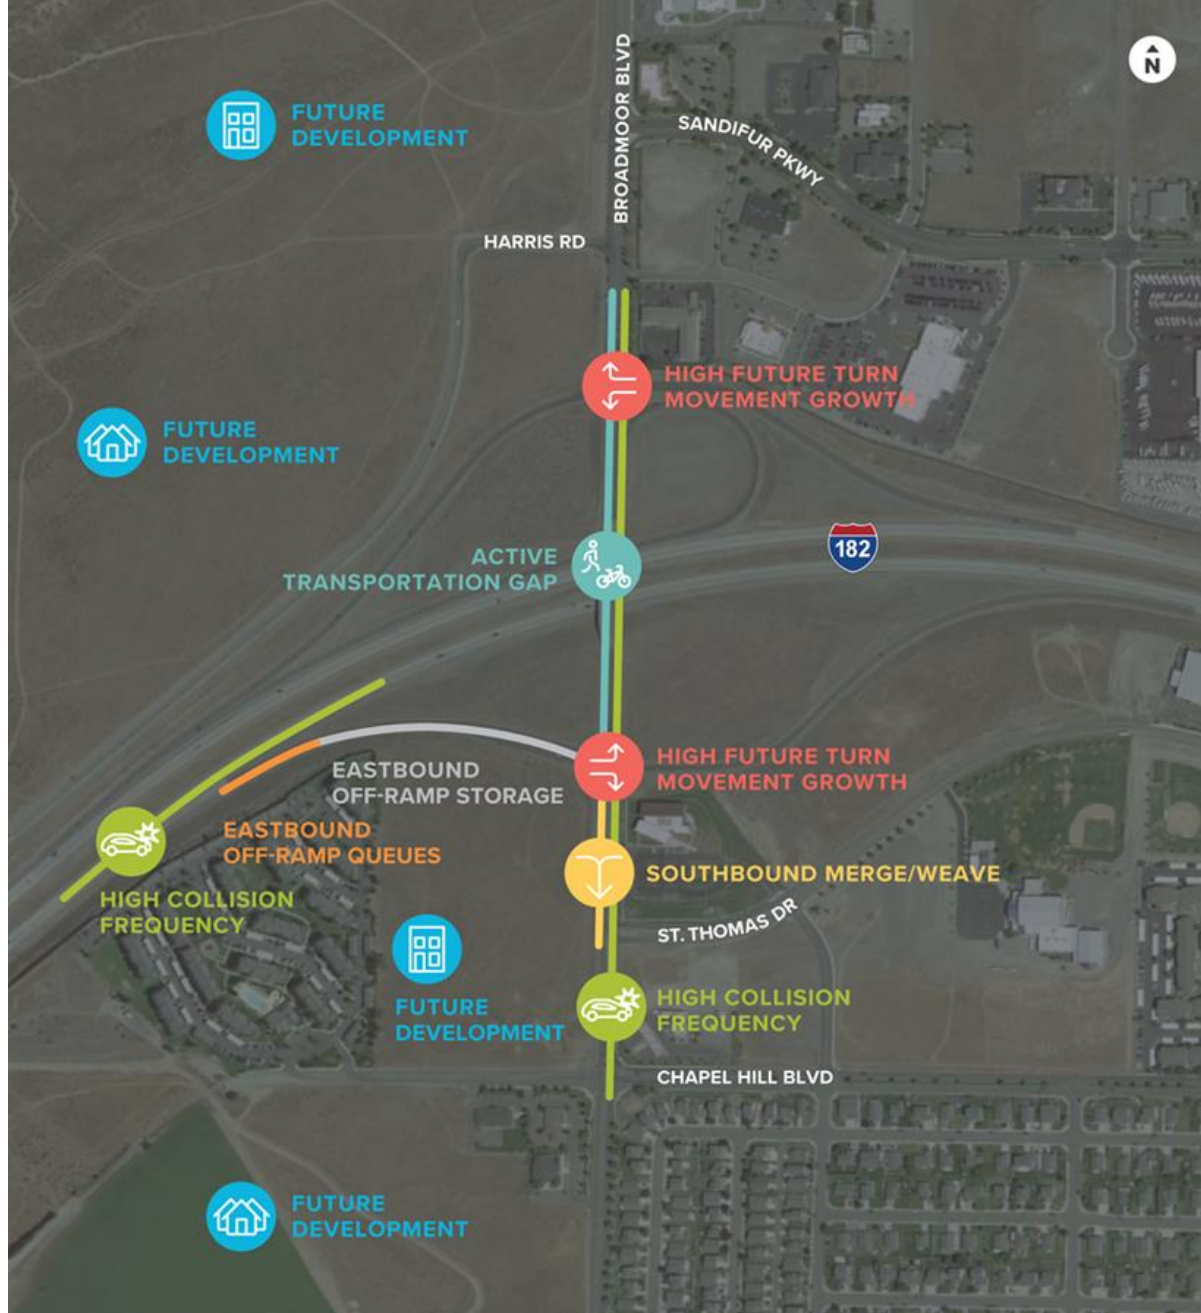 BROADMOOR BLVD
N
FUTURE
DEVELOPMENT
SANDIFUR PKWY
HARRIS RD
HIGH FUTURE TURN
MOVEMENT GROWTH
FUTURE
DEVELOPMENT
182
ACTIVE
TRANSPORTATION GAP
HIGH FUTURE TURN
MOVEMENT GROWTH
EASTBOUND
OFF-RAMP STORAGE
EASTBOUND
OFF-RAMP QUEUES
SOUTHBOUND MERGE/WEAVE
HIGH COLLISION
FREQUENCY
ST. THOMAS DR
FUTURE
DEVELOPMENT
HIGH COLLISION
FREQUENCY
CHAPEL HILL BLVD
FUTURE
DEVELOPMENT